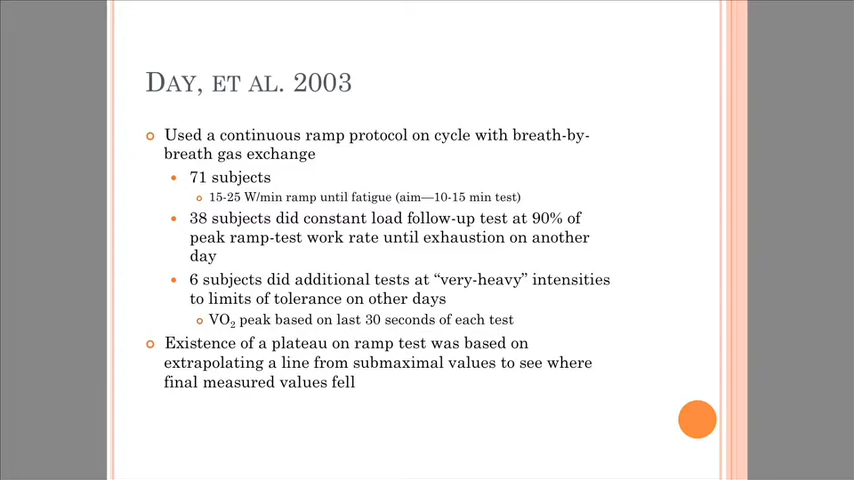 Day, et al. 2003
Used a continuous ramp protocol on cycle with breath-by-
breath gas exchange
71 subjects
15-25 W/min ramp until fatigue (aim—10-15 min test)
38 subjects did constant load follow-up test at 90% of
peak ramp-test work rate until exhaustion on another
day
6 subjects did additional tests at “very-heavy” intensities
to limits of tolerance on other days
VO₂ peak based on last 30 seconds of each test
Existence of a plateau on ramp test was based on
extrapolating a line from submaximal values to see where
final measured values fell